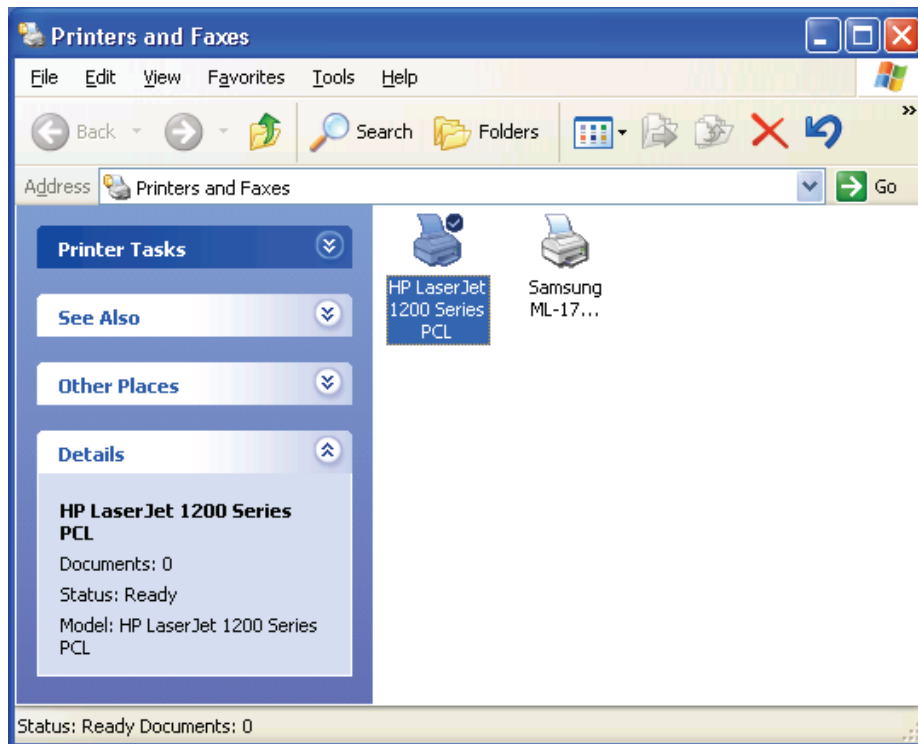 Printers and Faxes
File Edit View Favorites Tools Help
Back Search Folders »
Address Printers and Faxes Go
Printer Tasks
See Also
Other Places
Details
HP LaserJet 1200 Series
PCL
Documents: 0
Status: Ready
Model: HP LaserJet 1200 Series
PCL
HP LaserJet
1200 Series
PCL
Samsung
ML-17...
Status: Ready Documents: 0